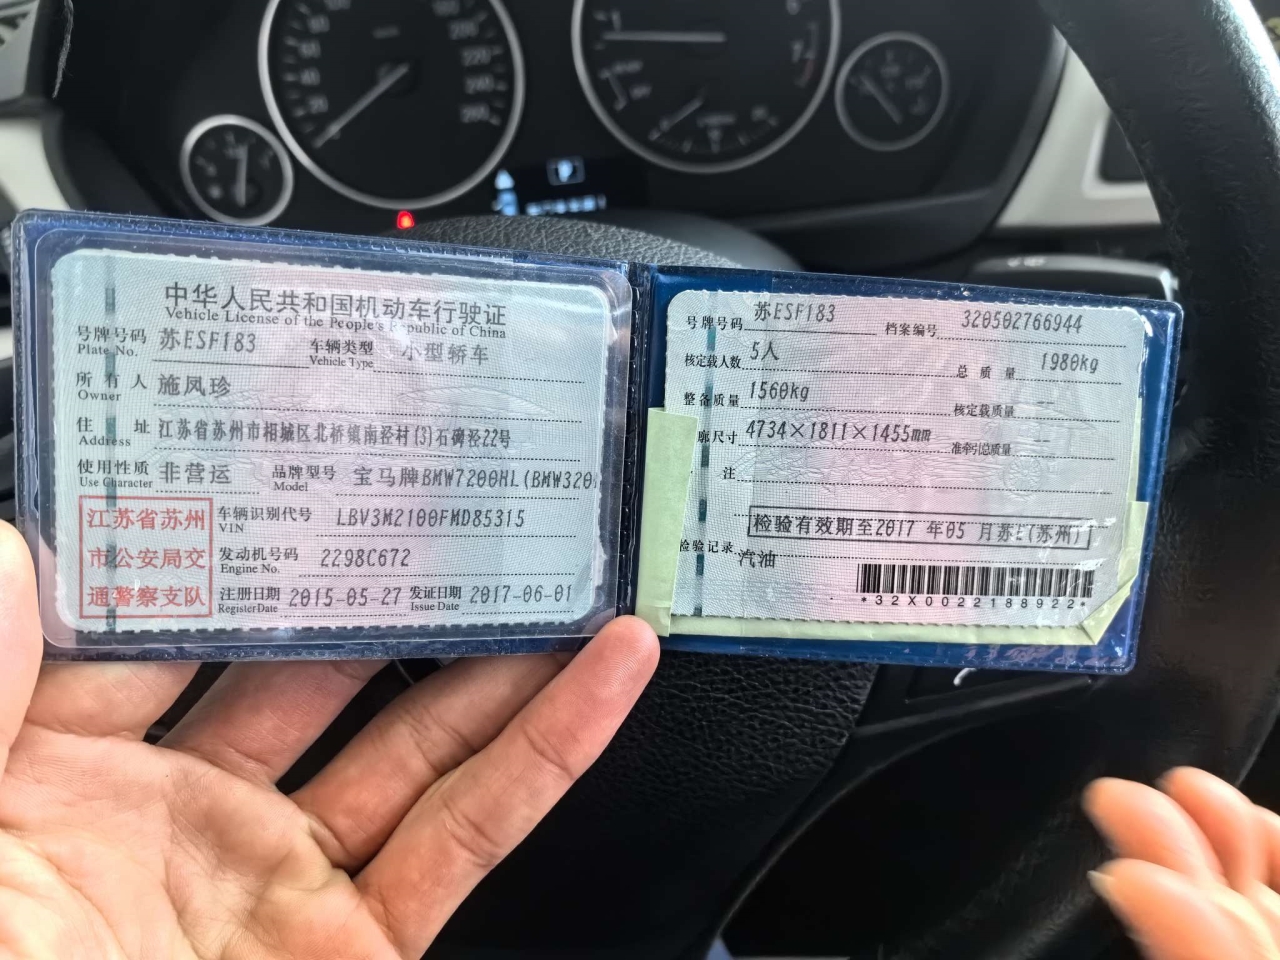 中华人民共和国机动车行驶证
Vehicle License of the People's Republic of China
号牌号码 苏ESF183 车辆类型 小型轿车
Plate No. Vehicle Type
所有人 施凤珍
Owner
住址 江苏省苏州市相城区北桥镇南泾村(3)石碑泾22号
Address
使用性质 非营运 品牌型号 宝马牌BMW7200HL(BMW320
Use Character Model
江苏省苏州
市公安局交
通警察支队
车辆识别代号 LBV3M2100FMD85315
VIN
发动机号码 2298C672
Engine No.
注册日期 2015-05-27 发证日期 2017-06-01
Register Date Issue Date
号牌号码 苏ESF183 档案编号 320502766944
核定载人数 5人 总质量 1980kg
整备质量 1560kg 核定载质量 --
廓尺寸 4734×1811×1455mm 准牵引总质量 --
注
检验有效期至2017 年05 月苏E(苏州)
检验记录 汽油
*32X0022188922*
20
40
60
200
220
240
260
P